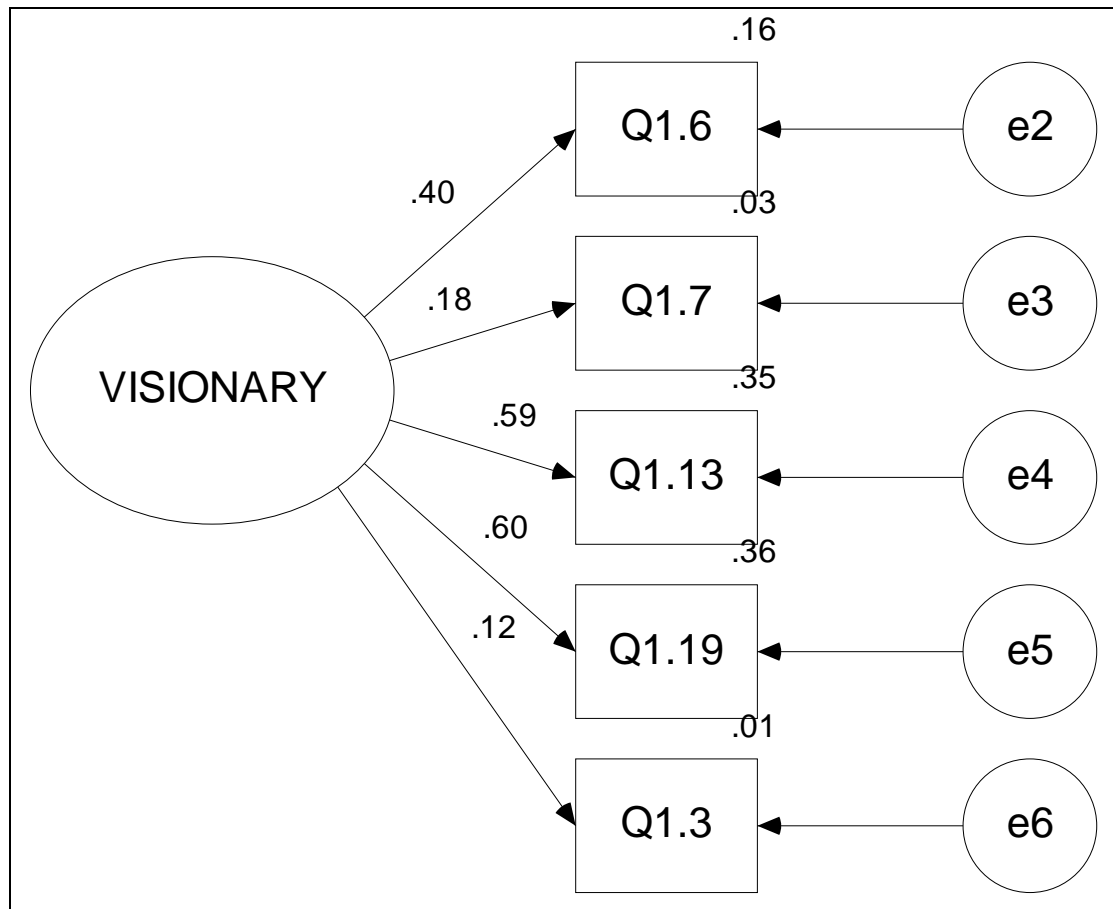 .16
Q1.6
e2
.40
.03
.18
Q1.7
e3
VISIONARY
.35
.59
Q1.13
e4
.60
.36
.12
Q1.19
e5
.01
Q1.3
e6